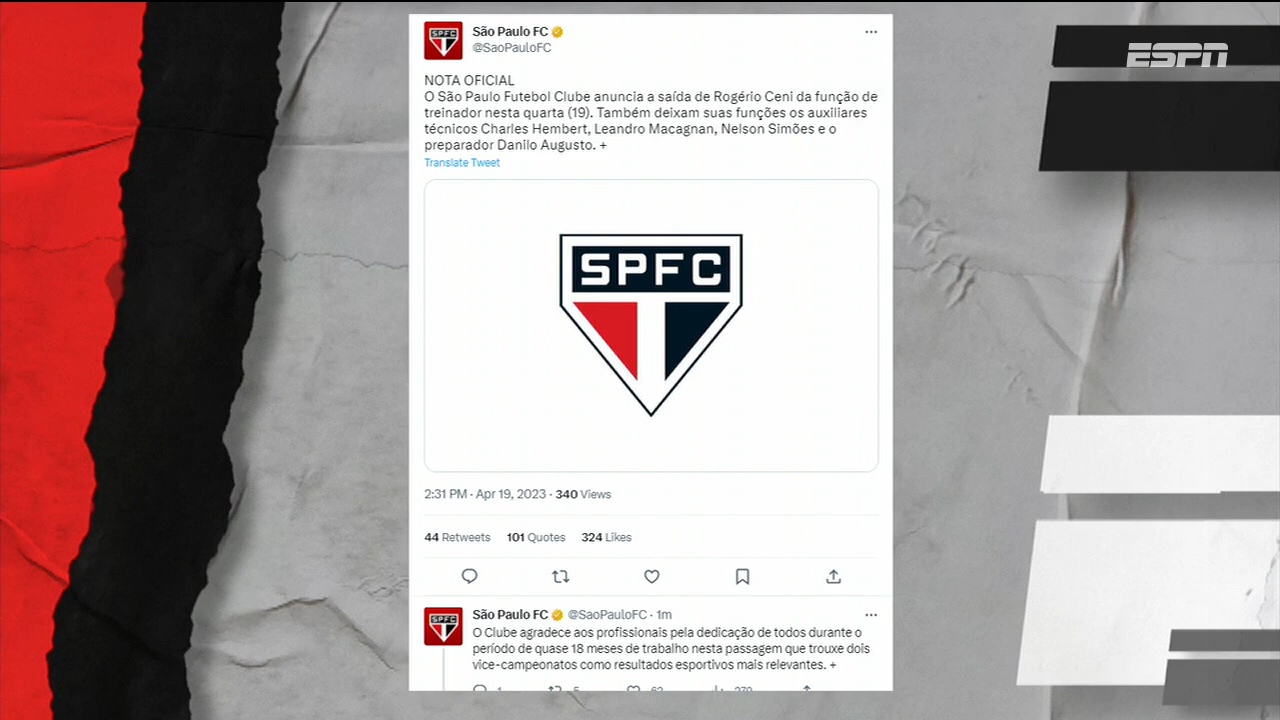 ESPN
São Paulo FC
@SaoPauloFC
NOTA OFICIAL
O São Paulo Futebol Clube anuncia a saída de Rogério Ceni da função de
treinador nesta quarta (19). Também deixam suas funções os auxiliares
técnicos Charles Hembert, Leandro Macagnan, Nelson Simões e o
preparador Danilo Augusto. +
Translate Tweet
SPFC
2:31 PM · Apr 19, 2023 · 340 Views
44 Retweets 101 Quotes 324 Likes
São Paulo FC @SaoPauloFC · 1m
O Clube agradece aos profissionais pela dedicação de todos durante o
período de quase 18 meses de trabalho nesta passagem que trouxe dois
vice-campeonatos como resultados esportivos mais relevantes. +